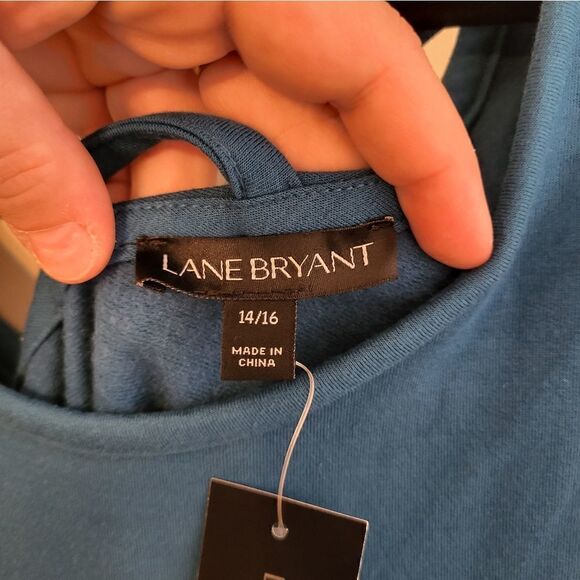 LANE BRYANT
14/16
MADE IN
CHINA